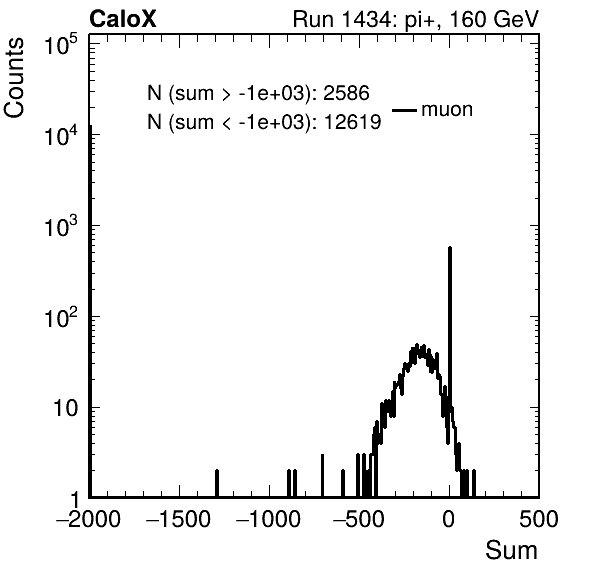 CaloX Run 1434: pi+, 160 GeV
Counts
N (sum > -1e+03): 2586
N (sum < -1e+03): 12619
muon
10^5
10^4
10^3
10^2
10
1
−2000 −1500 −1000 −500 0 500
Sum